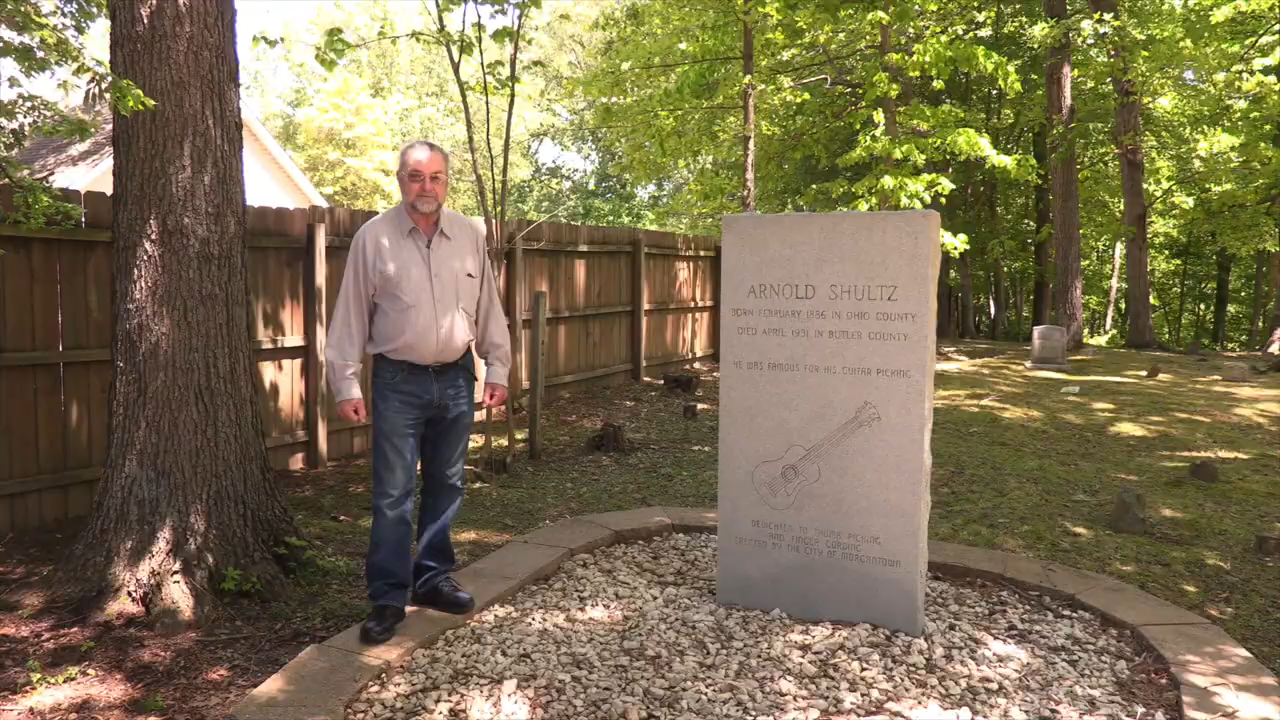 ARNOLD SHULTZ
BORN FEBRUARY 1886 IN OHIO COUNTY
DIED APRIL 1931 IN BUTLER COUNTY
HE WAS FAMOUS FOR HIS GUITAR PICKING
DEDICATED TO THUMB PICKING
AND FINGER CORDING
ERECTED BY THE CITY OF MORGANTOWN